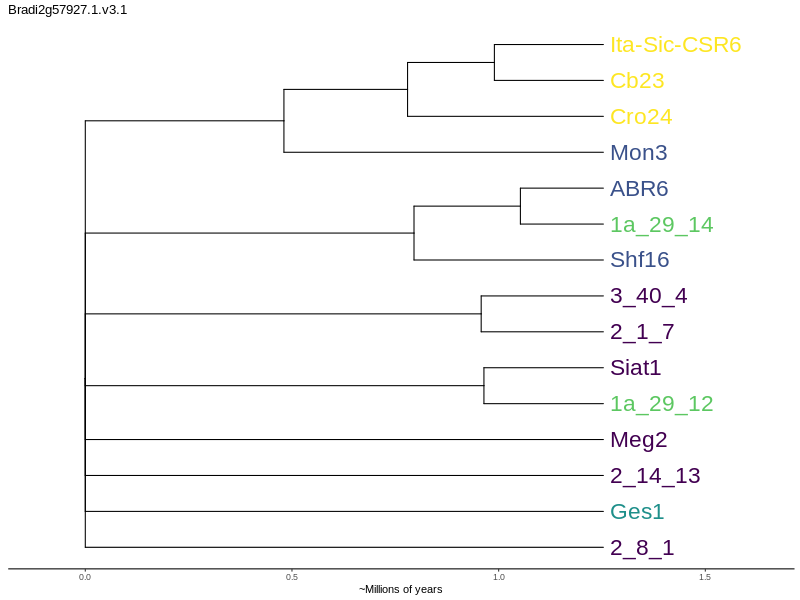 Bradi2g57927.1.v3.1
Ita-Sic-CSR6
Cb23
Cro24
Mon3
ABR6
1a_29_14
Shf16
3_40_4
2_1_7
Siat1
1a_29_12
Meg2
2_14_13
Ges1
2_8_1
0.0 0.5 1.0 1.5
~Millions of years